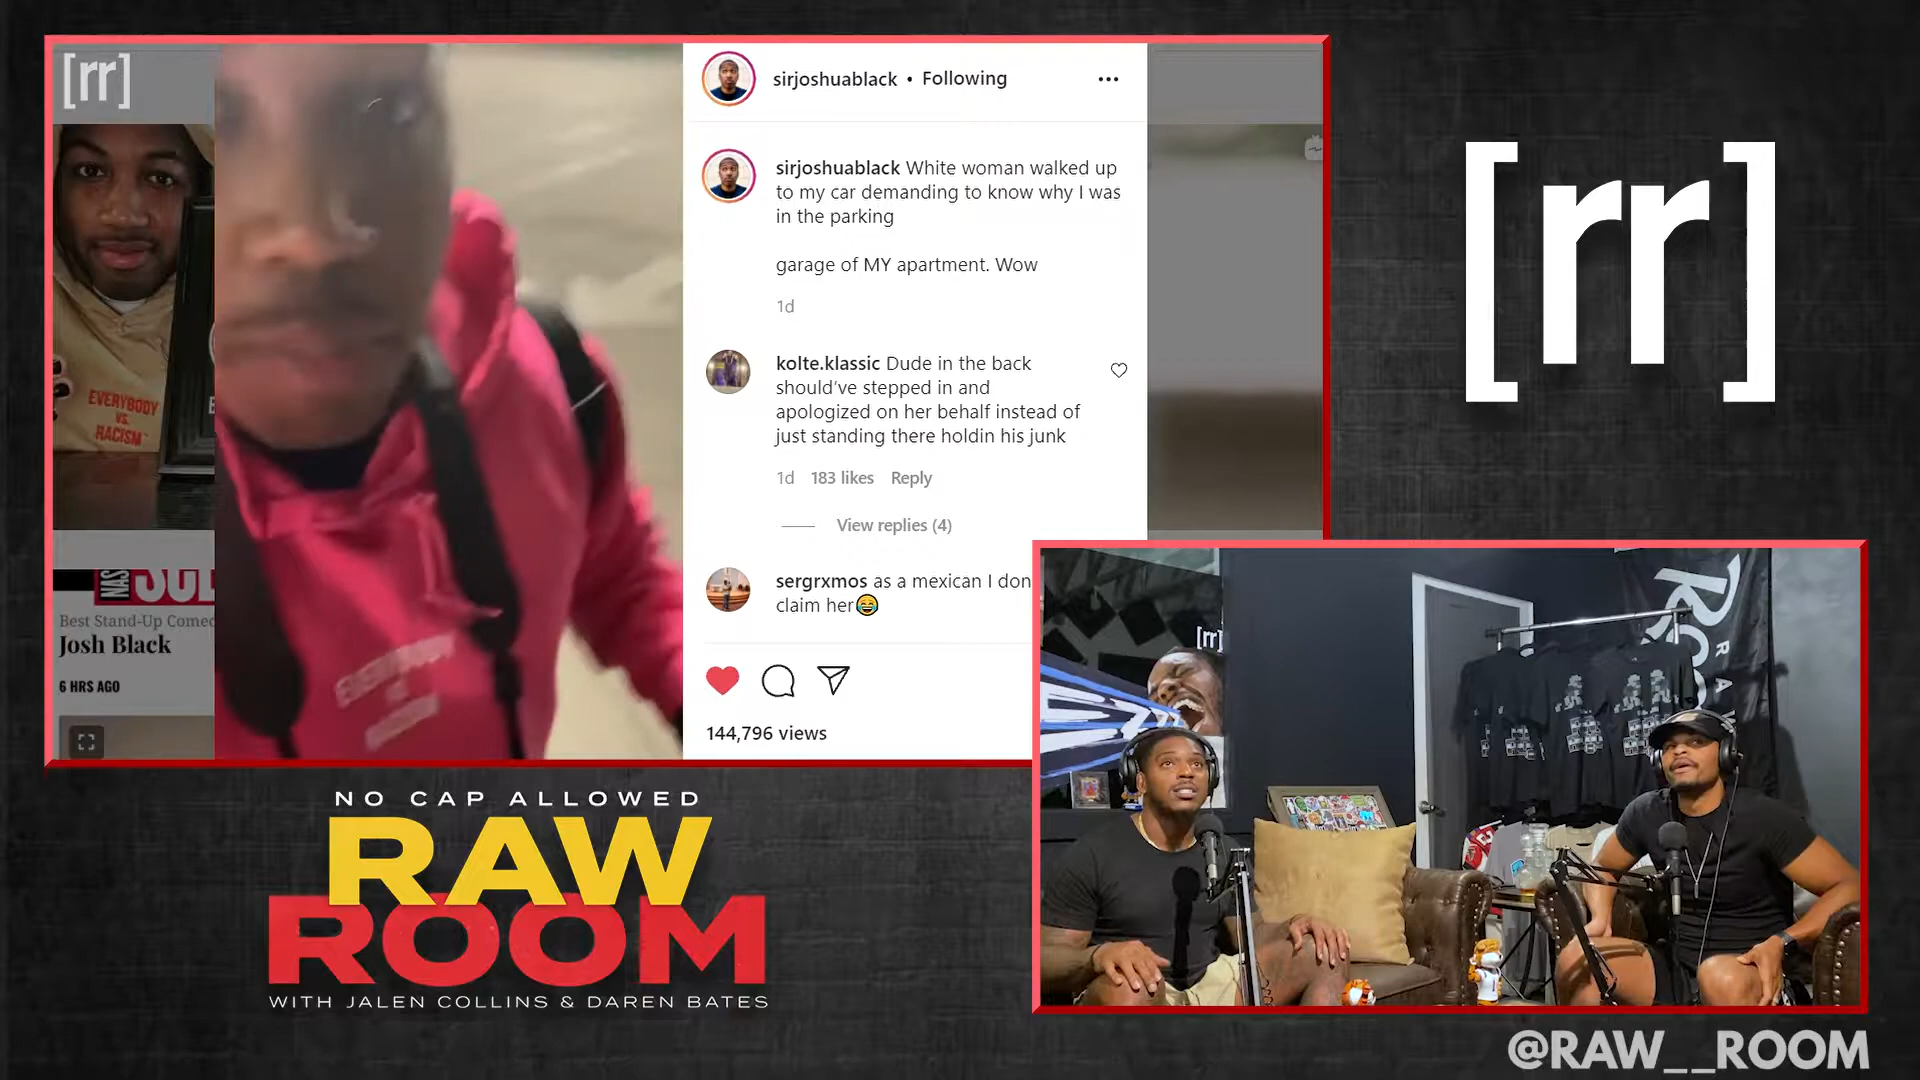 [rr]
sirjoshuablack • Following
sirjoshuablack White woman walked up
to my car demanding to know why I was
in the parking
garage of MY apartment. Wow
1d
kolte.klassic Dude in the back
should've stepped in and
apologized on her behalf instead of
just standing there holdin his junk
1d 183 likes Reply
View replies (4)
sergrxmos as a mexican I don
claim her😂
144,796 views
EVERYBODY
VS.
RACISM
NAS
Best Stand-Up Come
Josh Black
6 HRS AGO
[rr]
[rr]
NO CAP ALLOWED
RAW
ROOM
WITH JALEN COLLINS & DAREN BATES
@RAW__ROOM